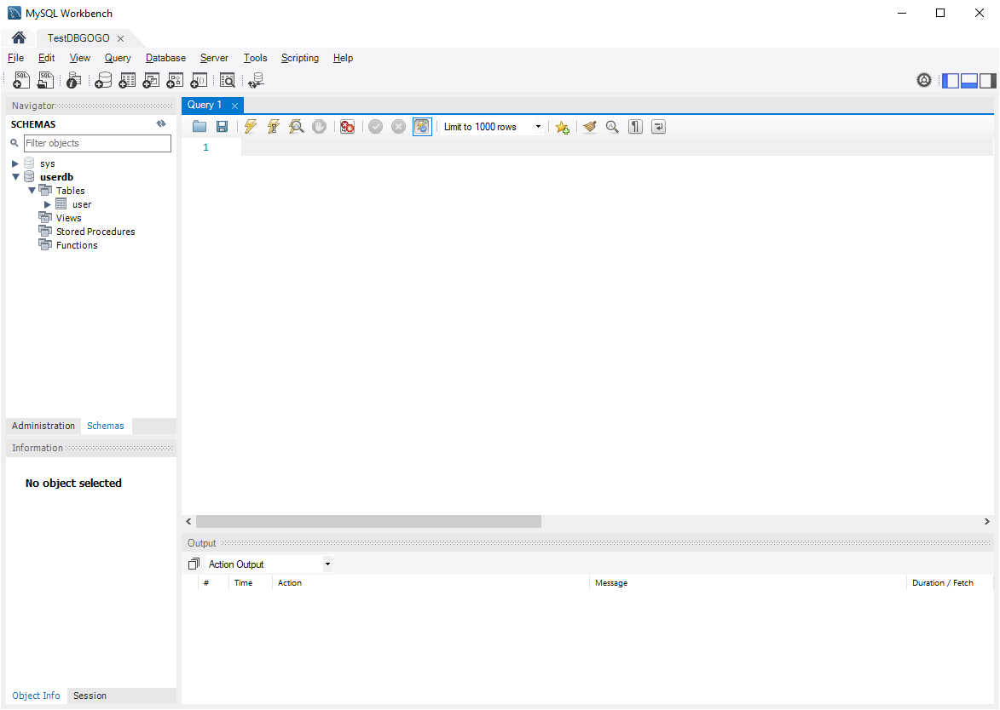 MySQL Workbench
TestDBGOGO
File Edit View Query Database Server Tools Scripting Help
Navigator
SCHEMAS
Filter objects
sys
userdb
Tables
user
Views
Stored Procedures
Functions
Administration Schemas
Information
No object selected
Object Info Session
Query 1
Limit to 1000 rows
1
Output
Action Output
# Time Action Message Duration / Fetch